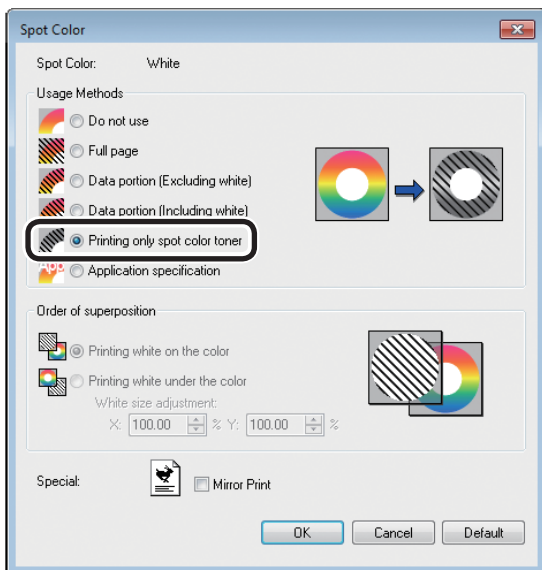 Spot Color
Spot Color: White
Usage Methods
Do not use
Full page
Data portion (Excluding white)
Data portion (Including white)
Printing only spot color toner
Application specification
Order of superposition
Printing white on the color
Printing white under the color
White size adjustment:
X: 100.00 % Y: 100.00 %
Special: Mirror Print
OK Cancel Default